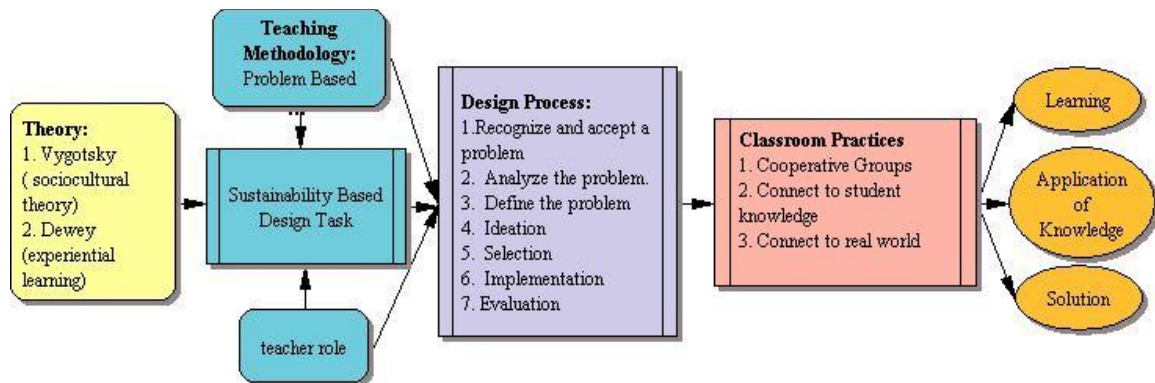 Theory:
1. Vygotsky
( sociocultural
theory)
2. Dewey
(experiential
learning)
Teaching
Methodology:
Problem Based
...
Sustainability Based
Design Task
teacher role
Design Process:
1.Recognize and accept a
problem
2. Analyze the problem.
3. Define the problem
4. Ideation
5. Selection
6. Implementation
7. Evaluation
Classroom Practices
1. Cooperative Groups
2. Connect to student
knowledge
3. Connect to real world
Learning
Application
of
Knowledge
Solution